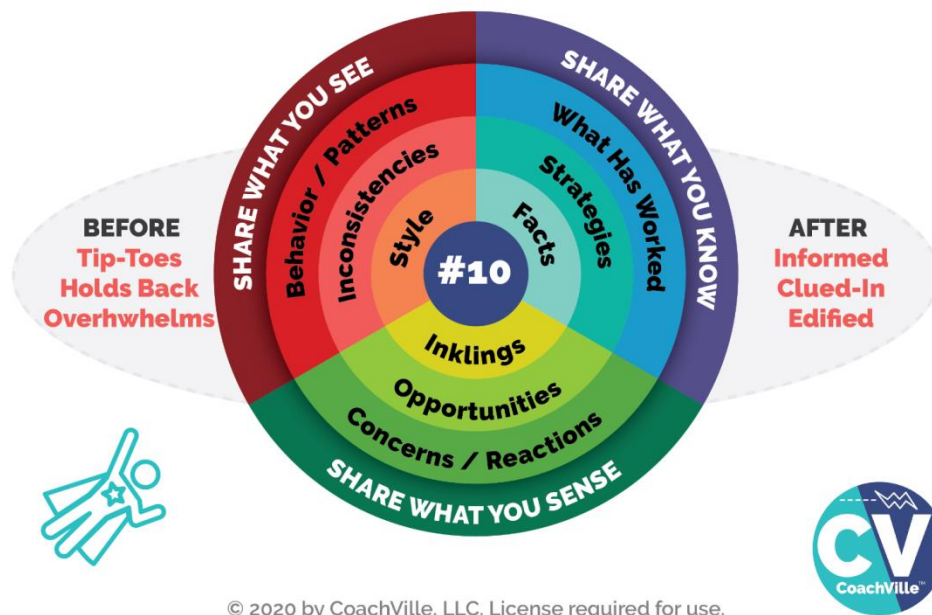 SHARE WHAT YOU SEE
Behavior / Patterns
Inconsistencies
Style
SHARE WHAT YOU KNOW
What Has Worked
Strategies
Facts
#10
Inklings
Opportunities
Concerns / Reactions
SHARE WHAT YOU SENSE
BEFORE
Tip-Toes
Holds Back
Overhwhelms
AFTER
Informed
Clued-In
Edified
CV
CoachVille™
© 2020 by CoachVille, LLC. License required for use.